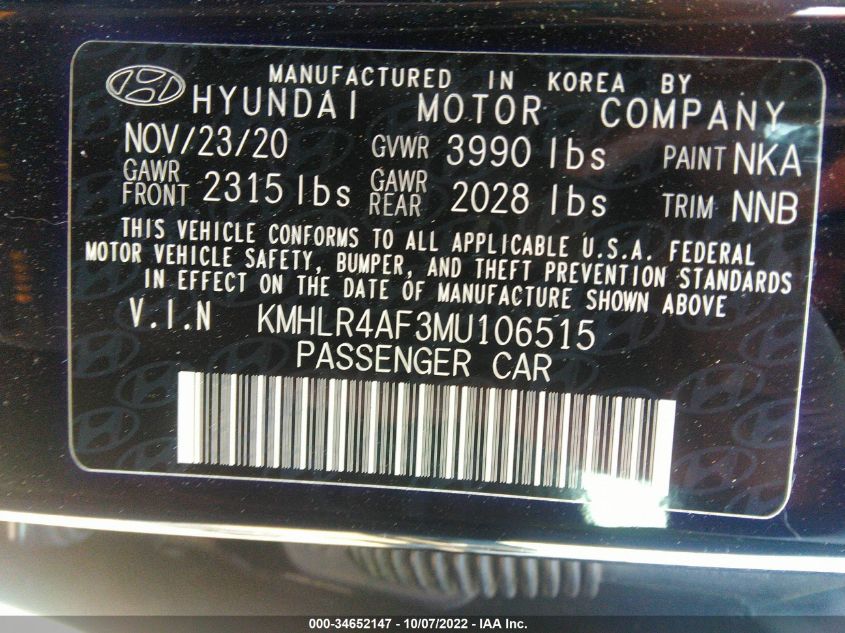 MANUFACTURED IN KOREA BY
HYUNDAI MOTOR COMPANY
NOV/23/20 GVWR 3990 lbs PAINT NKA
GAWR FRONT 2315 lbs GAWR REAR 2028 lbs TRIM NNB
THIS VEHICLE CONFORMS TO ALL APPLICABLE U.S.A. FEDERAL
MOTOR VEHICLE SAFETY, BUMPER, AND THEFT PREVENTION STANDARDS
IN EFFECT ON THE DATE OF MANUFACTURE SHOWN ABOVE
V.I.N KMHLR4AF3MU106515
PASSENGER CAR
000-34652147 - 10/07/2022 - IAA Inc.